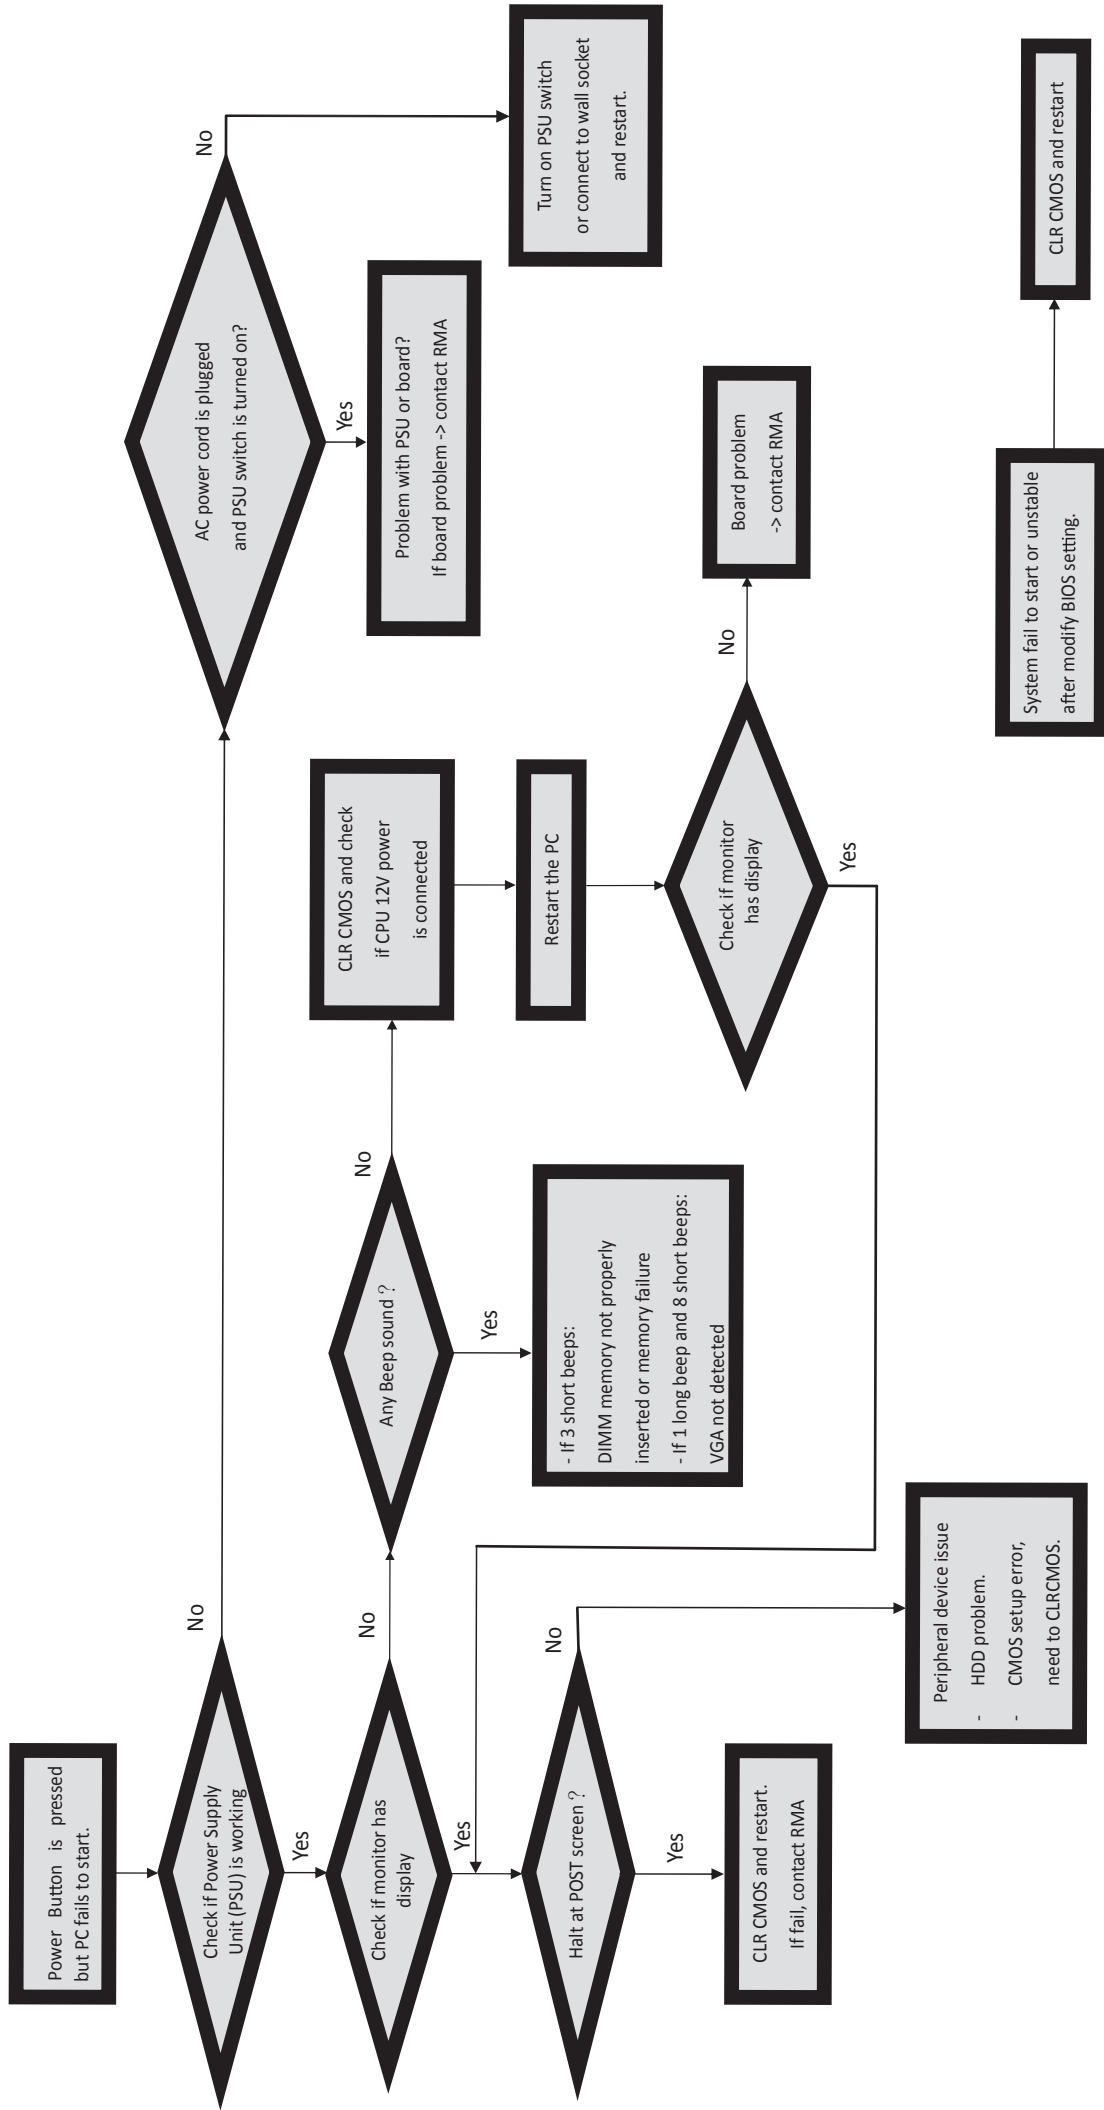 Power Button is pressed
but PC fails to start.
Check if Power Supply
Unit (PSU) is working
No
Yes
AC power cord is plugged
and PSU switch is turned on?
No
Yes
Turn on PSU switch
or connect to wall socket
and restart.
Problem with PSU or board?
If board problem -> contact RMA
Check if monitor has
display
No
Yes
Any Beep sound ?
No
Yes
CLR CMOS and check
if CPU 12V power
is connected
Restart the PC
- If 3 short beeps:
DIMM memory not properly
inserted or memory failure
- If 1 long beep and 8 short beeps:
VGA not detected
Check if monitor
has display
No
Yes
Board problem
-> contact RMA
Halt at POST screen ?
No
Yes
CLR CMOS and restart.
If fail, contact RMA
Peripheral device issue
- HDD problem.
- CMOS setup error,
need to CLRCMOS.
System fail to start or unstable
after modify BIOS setting.
CLR CMOS and restart